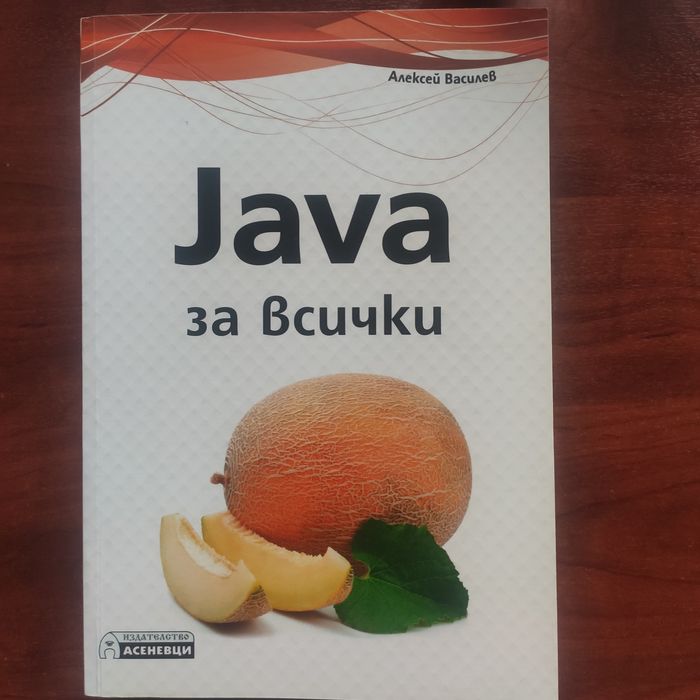 Алексей Василев
Java
за всички
ИЗДАТЕЛСТВО
АСЕНЕВЦИ